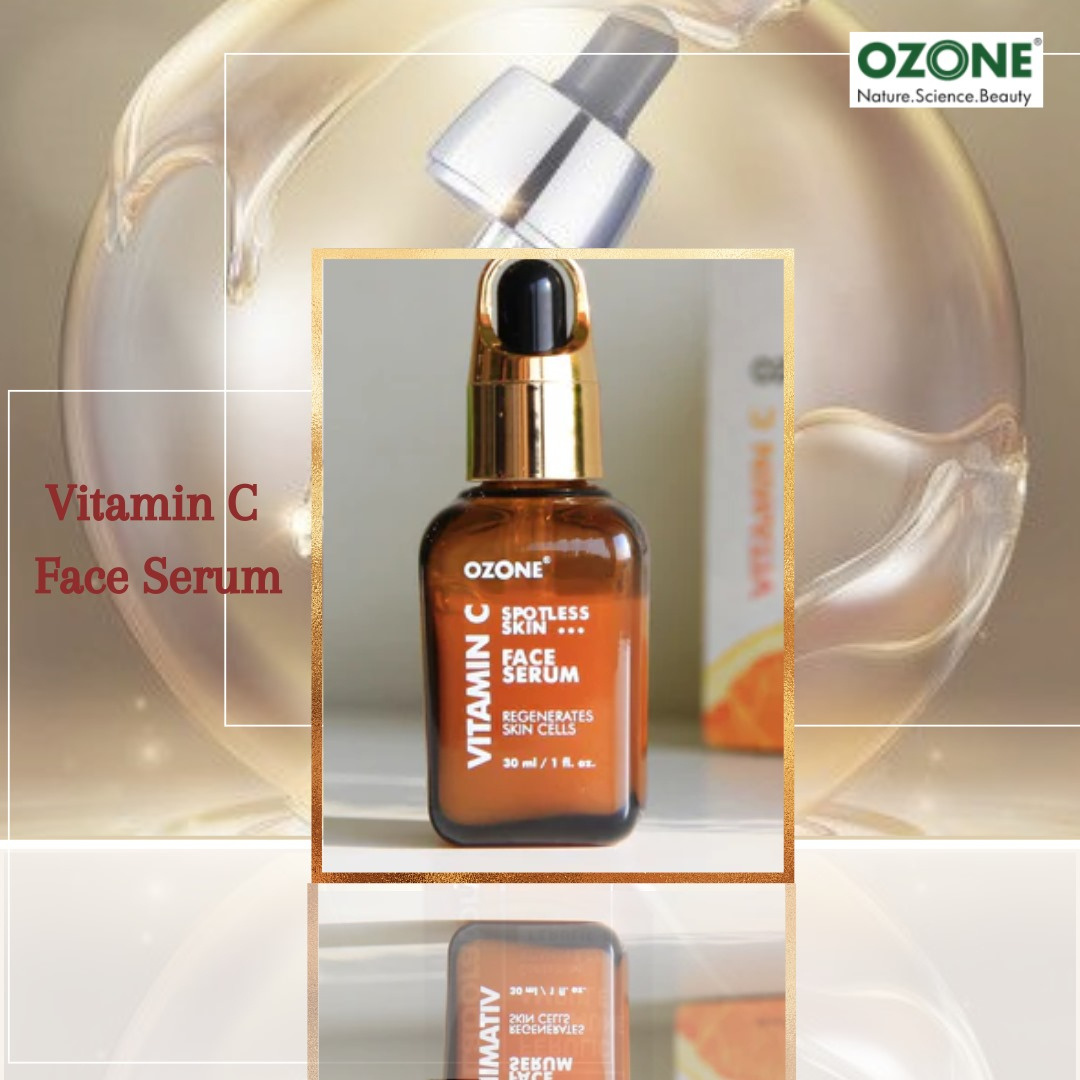 OZONE®
Nature.Science.Beauty
Vitamin C
Face Serum
OZONE®
VITAMIN C
SPOTLESS
SKIN ...
FACE
SERUM
REGENERATES
SKIN CELLS
30 ml / 1 fl. oz.
VITAMIN C